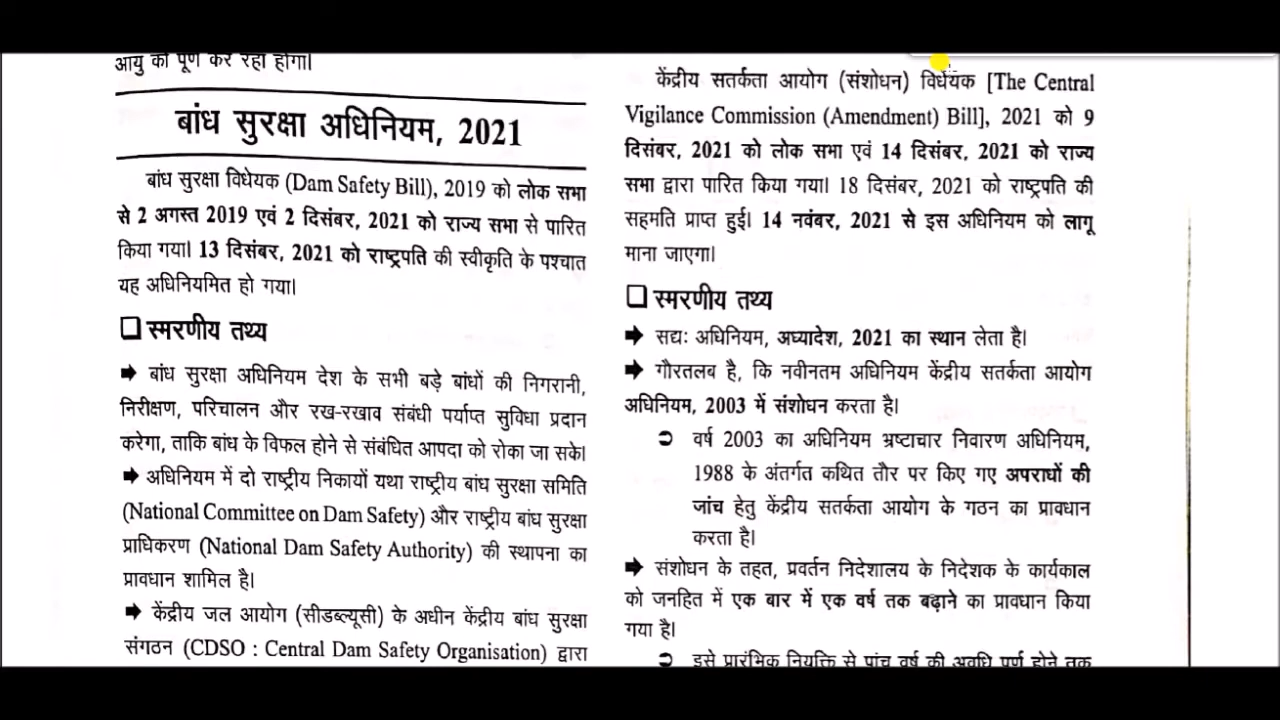 आयु को पूर्ण कर रहा होगा।
बांध सुरक्षा अधिनियम, 2021
बांध सुरक्षा विधेयक (Dam Safety Bill), 2019 को लोक सभा
से 2 अगस्त 2019 एवं 2 दिसंबर, 2021 को राज्य सभा से पारित
किया गया। 13 दिसंबर, 2021 को राष्ट्रपति की स्वीकृति के पश्चात
यह अधिनियमित हो गया।
❑ स्मरणीय तथ्य
➡ बांध सुरक्षा अधिनियम देश के सभी बड़े बांधों की निगरानी,
निरीक्षण, परिचालन और रख-रखाव संबंधी पर्याप्त सुविधा प्रदान
करेगा, ताकि बांध के विफल होने से संबंधित आपदा को रोका जा सके।
➡ अधिनियम में दो राष्ट्रीय निकायों यथा राष्ट्रीय बांध सुरक्षा समिति
(National Committee on Dam Safety) और राष्ट्रीय बांध सुरक्षा
प्राधिकरण (National Dam Safety Authority) की स्थापना का
प्रावधान शामिल है।
➡ केंद्रीय जल आयोग (सीडब्ल्यूसी) के अधीन केंद्रीय बांध सुरक्षा
संगठन (CDSO : Central Dam Safety Organisation) द्वारा
केंद्रीय सतर्कता आयोग (संशोधन) विधेयक [The Central
Vigilance Commission (Amendment) Bill], 2021 को 9
दिसंबर, 2021 को लोक सभा एवं 14 दिसंबर, 2021 को राज्य
सभा द्वारा पारित किया गया। 18 दिसंबर, 2021 को राष्ट्रपति की
सहमति प्राप्त हुई। 14 नवंबर, 2021 से इस अधिनियम को लागू
माना जाएगा।
❑ स्मरणीय तथ्य
➡ सद्यः अधिनियम, अध्यादेश, 2021 का स्थान लेता है।
➡ गौरतलब है, कि नवीनतम अधिनियम केंद्रीय सतर्कता आयोग
अधिनियम, 2003 में संशोधन करता है।
➲ वर्ष 2003 का अधिनियम भ्रष्टाचार निवारण अधिनियम,
1988 के अंतर्गत कथित तौर पर किए गए अपराधों की
जांच हेतु केंद्रीय सतर्कता आयोग के गठन का प्रावधान
करता है।
➡ संशोधन के तहत, प्रवर्तन निदेशालय के निदेशक के कार्यकाल
को जनहित में एक बार में एक वर्ष तक बढ़ाने का प्रावधान किया
गया है।
➲ इसे प्रारंभिक नियुक्ति से पांच वर्ष की अवधि पूर्ण होने तक